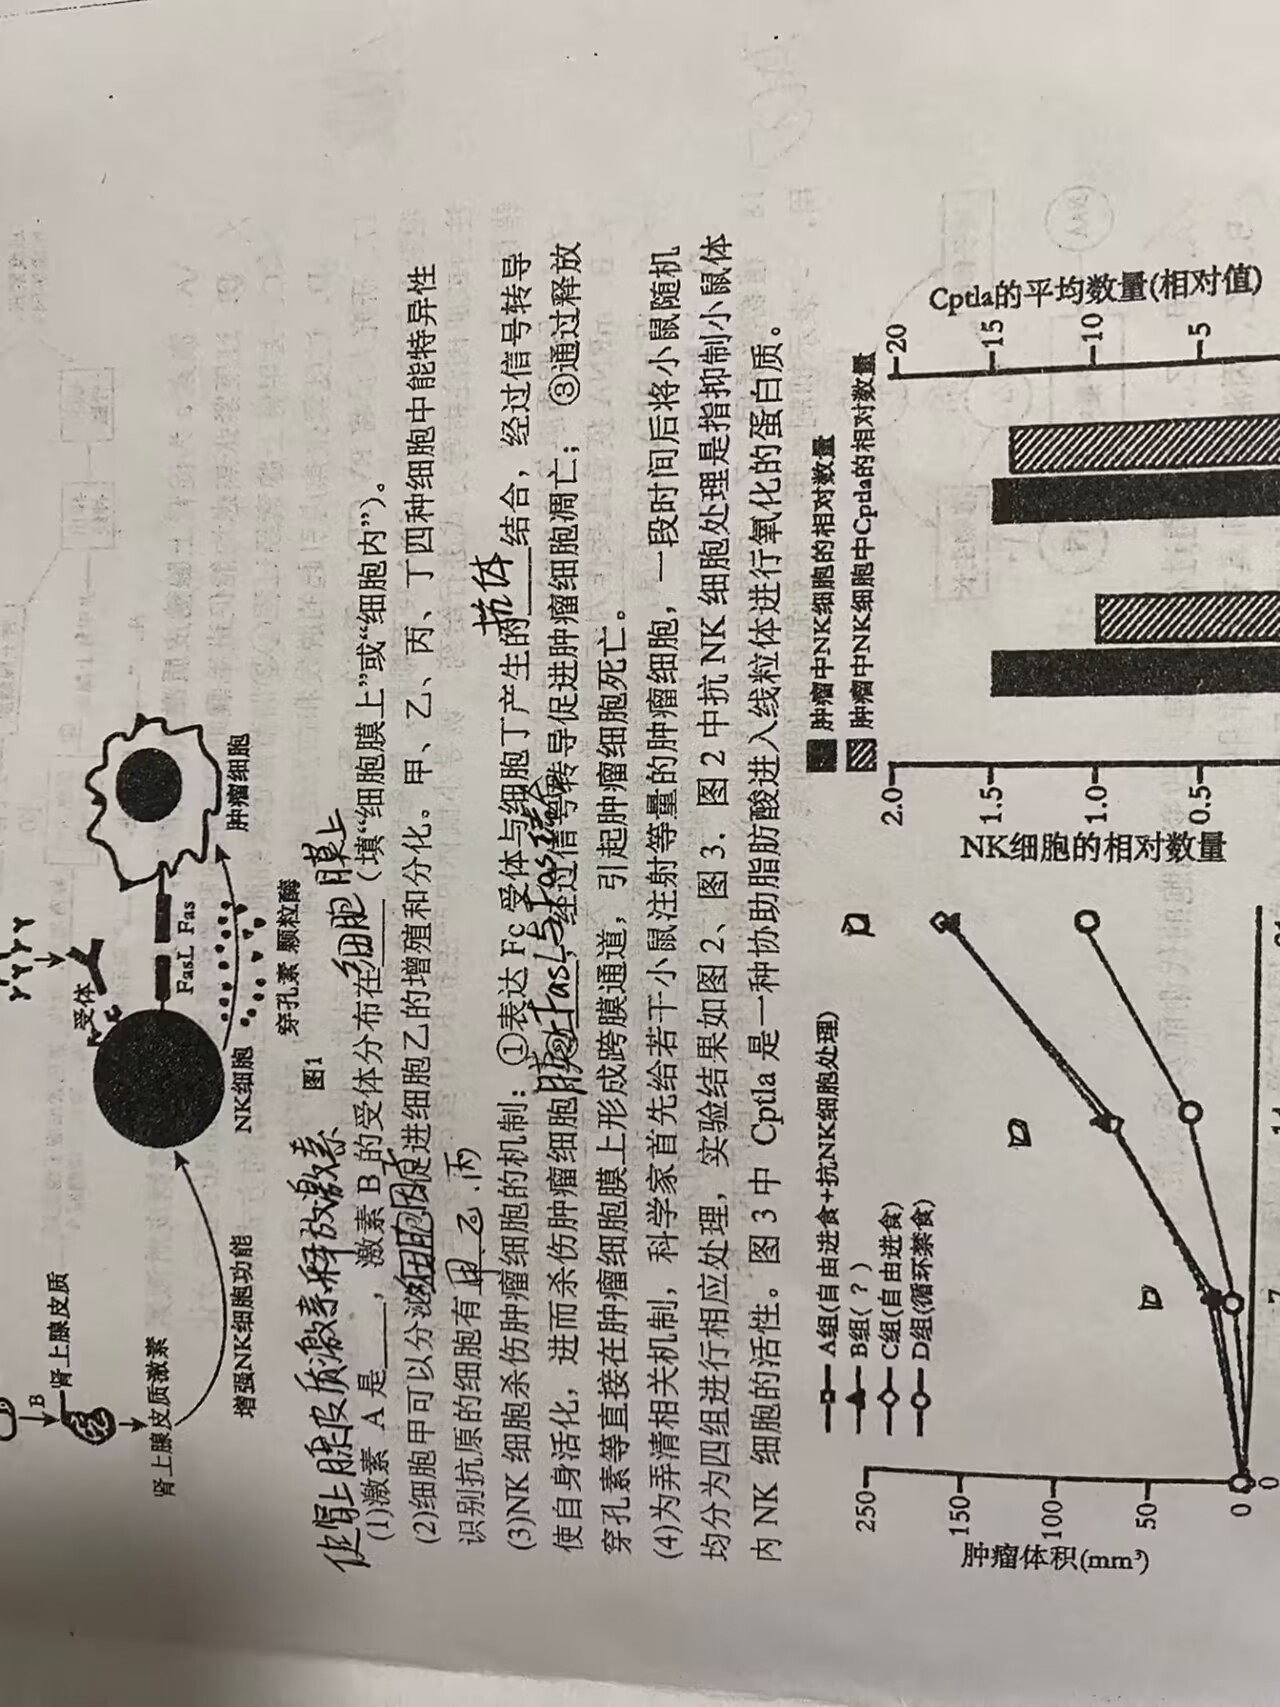 B
肾上腺皮质
肾上腺皮质激素
增强NK细胞功能
受体
FasL Fas
NK细胞
穿孔素 颗粒酶
肿瘤细胞
图1
促肾上腺皮质激素释放激素 细胞膜上
(1)激素 A 是____，激素 B 的受体分布在____(填“细胞膜上”或“细胞内”)。
细胞因子
(2)细胞甲可以分泌____促进细胞乙的增殖和分化。甲、乙、丙、丁四种细胞中能特异性
识别抗原的细胞有 甲、乙、丙
抗体
(3)NK 细胞杀伤肿瘤细胞的机制：①表达 Fc 受体与细胞丁产生的____结合，经过信号转导
膜上FasL与Fas结合
使自身活化，进而杀伤肿瘤细胞；②____，经过信号转导促进肿瘤细胞凋亡；③通过释放
穿孔素等直接在肿瘤细胞膜上形成跨膜通道，引起肿瘤细胞死亡。
(4)为弄清相关机制，科学家首先给若干小鼠注射等量的肿瘤细胞，一段时间后将小鼠随机
均分为四组进行相应处理，实验结果如图 2、图 3．图 2 中抗 NK 细胞处理是指抑制小鼠体
内 NK 细胞的活性。图 3 中 Cptla 是一种协助脂肪酸进入线粒体进行氧化的蛋白质。
A组(自由进食+抗NK细胞处理)
B组(？)
C组(自由进食)
D组(循环禁食)
250
150
100
50
0
肿瘤体积(mm³)
0
7
14
21
肿瘤中NK细胞的相对数量
肿瘤中NK细胞中Cptla的相对数量
2.0
1.5
1.0
0.5
NK细胞的相对数量
20
15
10
5
Cptla的平均数量(相对值)